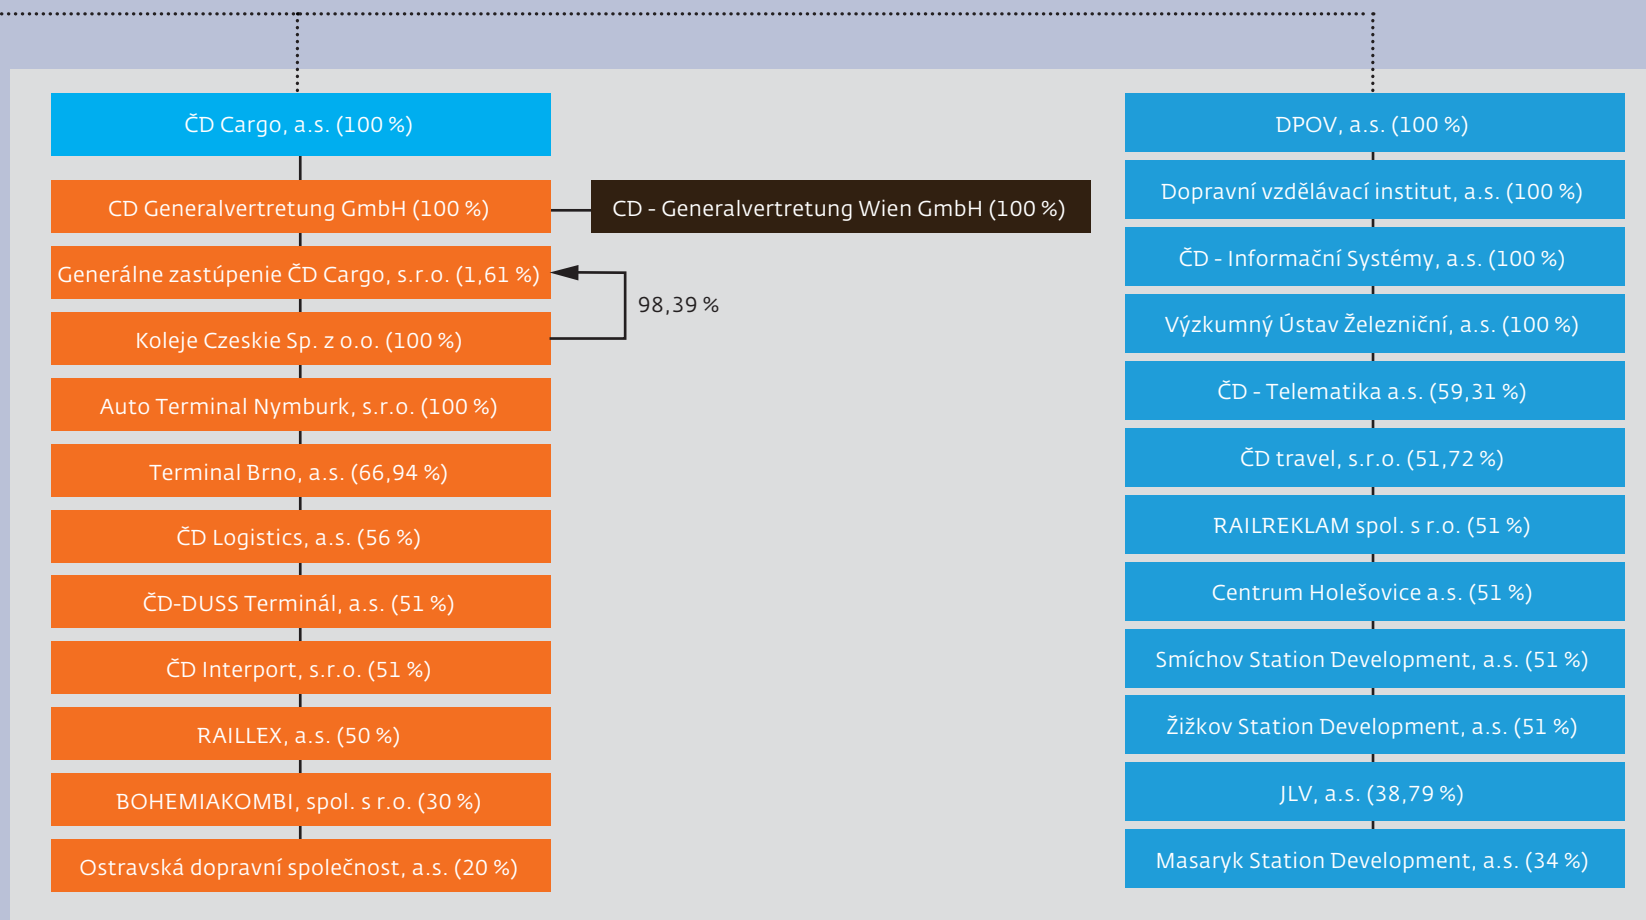 ČD Cargo, a.s. (100 %)
CD Generalvertretung GmbH (100 %)
CD - Generalvertretung Wien GmbH (100 %)
Generálne zastúpenie ČD Cargo, s.r.o. (1,61 %)
98,39 %
Koleje Czeskie Sp. z o.o. (100 %)
Auto Terminal Nymburk, s.r.o. (100 %)
Terminal Brno, a.s. (66,94 %)
ČD Logistics, a.s. (56 %)
ČD-DUSS Terminál, a.s. (51 %)
ČD Interport, s.r.o. (51 %)
RAILLEX, a.s. (50 %)
BOHEMIAKOMBI, spol. s r.o. (30 %)
Ostravská dopravní společnost, a.s. (20 %)
DPOV, a.s. (100 %)
Dopravní vzdělávací institut, a.s. (100 %)
ČD - Informační Systémy, a.s. (100 %)
Výzkumný Ústav Železniční, a.s. (100 %)
ČD - Telematika a.s. (59,31 %)
ČD travel, s.r.o. (51,72 %)
RAILREKLAM spol. s r.o. (51 %)
Centrum Holešovice a.s. (51 %)
Smíchov Station Development, a.s. (51 %)
Žižkov Station Development, a.s. (51 %)
JLV, a.s. (38,79 %)
Masaryk Station Development, a.s. (34 %)